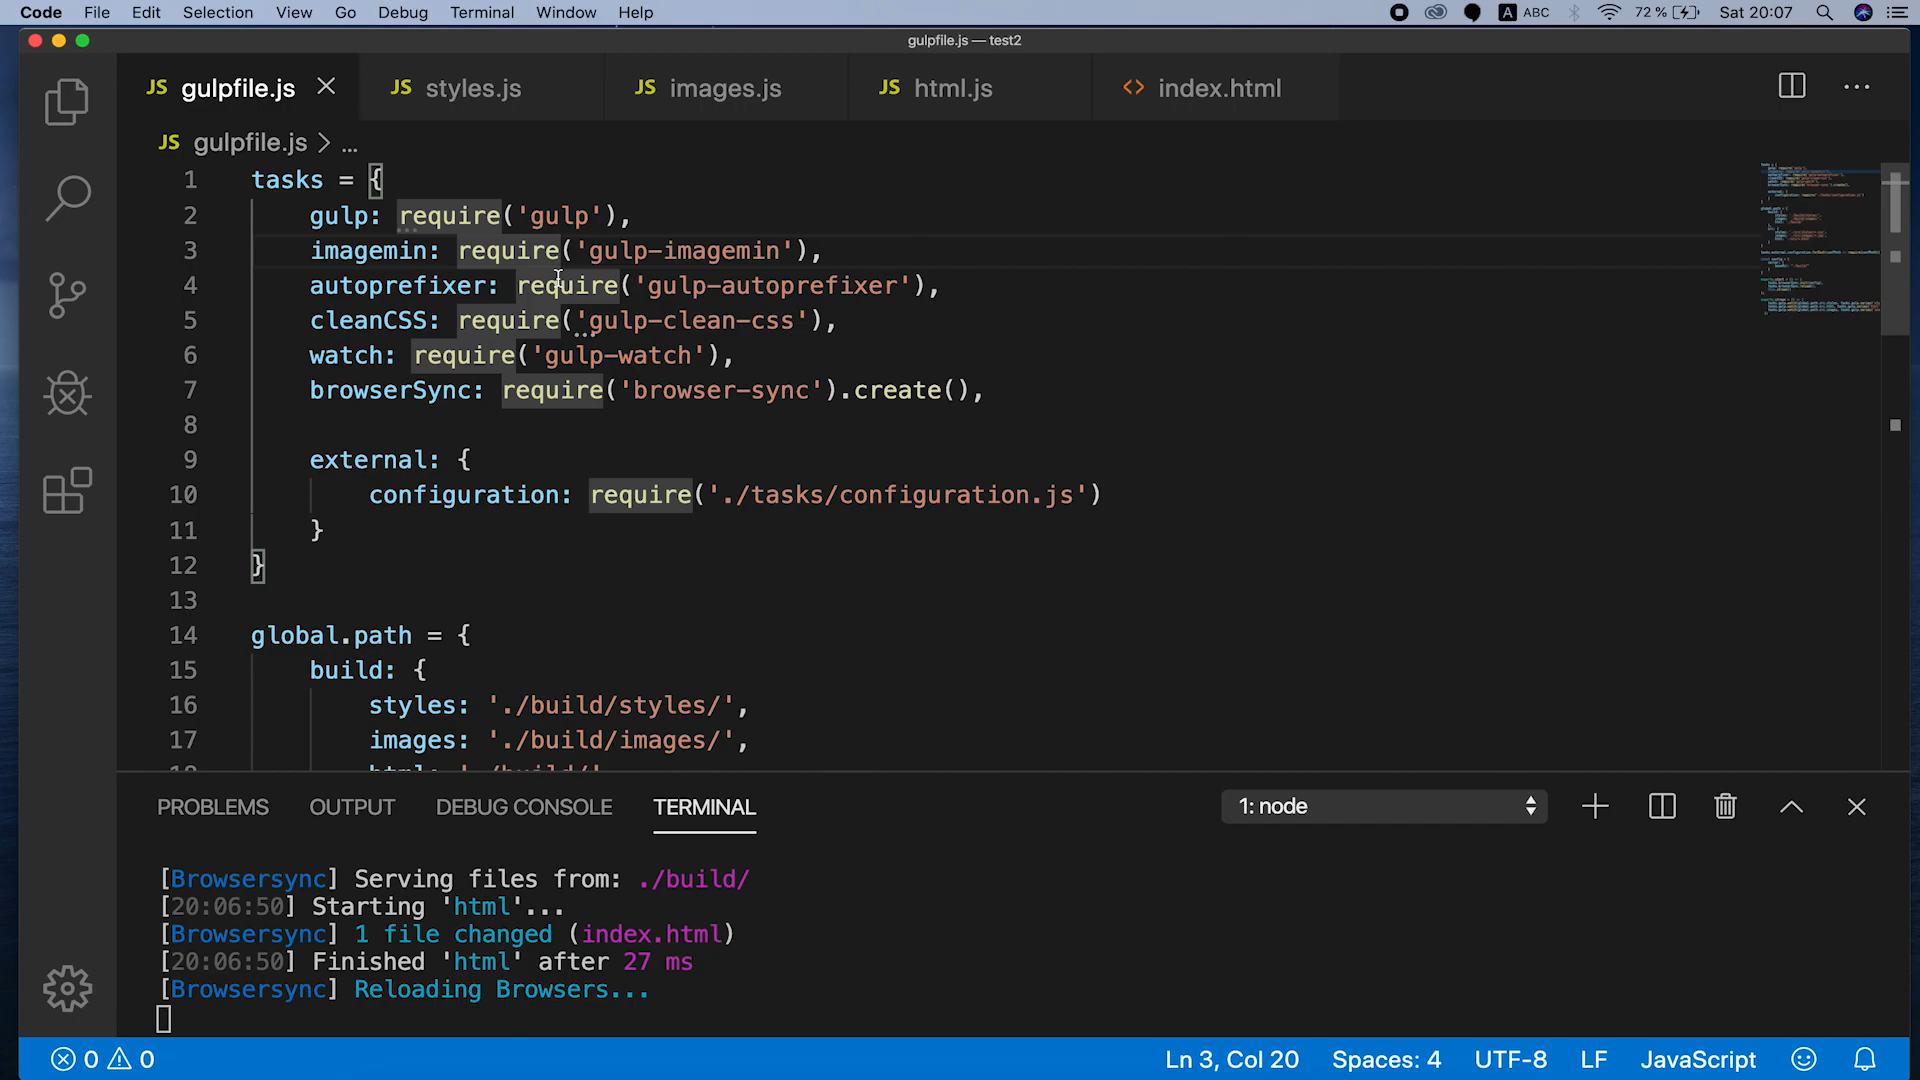 Code File Edit Selection View Go Debug Terminal Window Help A ABC 72 % Sat 20:07
gulpfile.js — test2
JS gulpfile.js JS styles.js JS images.js JS html.js <> index.html ...
JS gulpfile.js > ...
1 tasks = {
2 gulp: require('gulp'),
3 imagemin: require('gulp-imagemin'),
4 autoprefixer: require('gulp-autoprefixer'),
5 cleanCSS: require('gulp-clean-css'),
6 watch: require('gulp-watch'),
7 browserSync: require('browser-sync').create(),
8
9 external: {
10 configuration: require('./tasks/configuration.js')
11 }
12 }
13
14 global.path = {
15 build: {
16 styles: './build/styles/',
17 images: './build/images/',
18 html: './build/'
PROBLEMS OUTPUT DEBUG CONSOLE TERMINAL 1: node
[Browsersync] Serving files from: ./build/
[20:06:50] Starting 'html'...
[Browsersync] 1 file changed (index.html)
[20:06:50] Finished 'html' after 27 ms
[Browsersync] Reloading Browsers...
0 0 Ln 3, Col 20 Spaces: 4 UTF-8 LF JavaScript